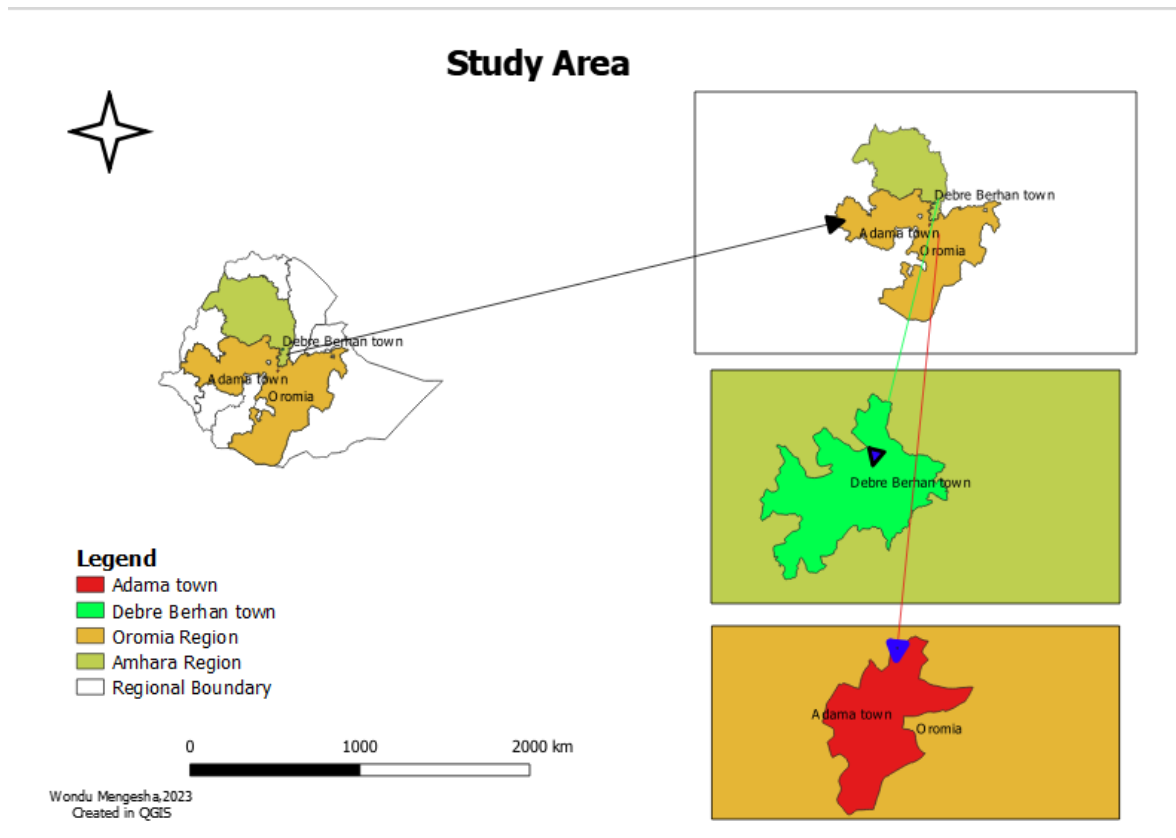 Study Area
Debre Berhan town
Adama town
Oromia
Debre Berhan town
Adama town
Oromia
Debre Berhan town
Legend
Adama town
Debre Berhan town
Oromia Region
Amhara Region
Regional Boundary
Adama town
Oromia
0 1000 2000 km
Wondu Mengesha,2023
Created in QGIS